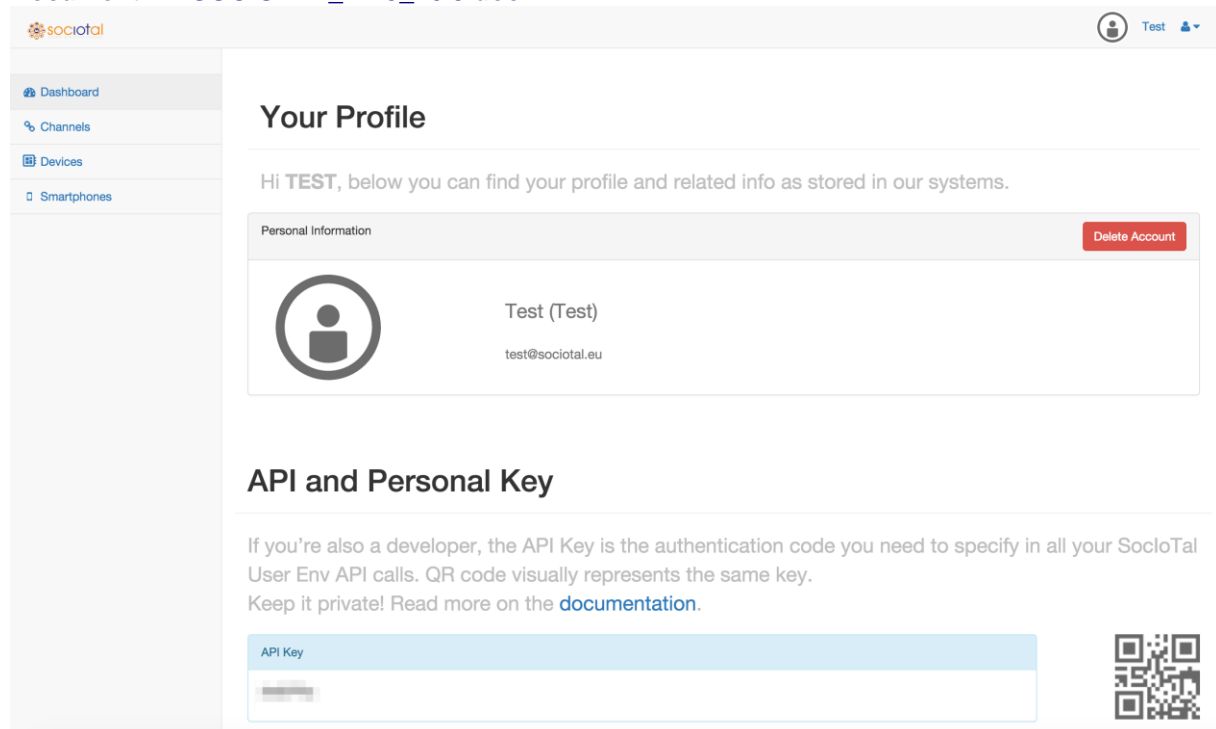 sociotal
Test
Dashboard
Channels
Devices
Smartphones
Your Profile
Hi TEST, below you can find your profile and related info as stored in our systems.
Personal Information
Delete Account
Test (Test)
test@sociotal.eu
API and Personal Key
If you're also a developer, the API Key is the authentication code you need to specify in all your SocIoTal
User Env API calls. QR code visually represents the same key.
Keep it private! Read more on the documentation.
API Key